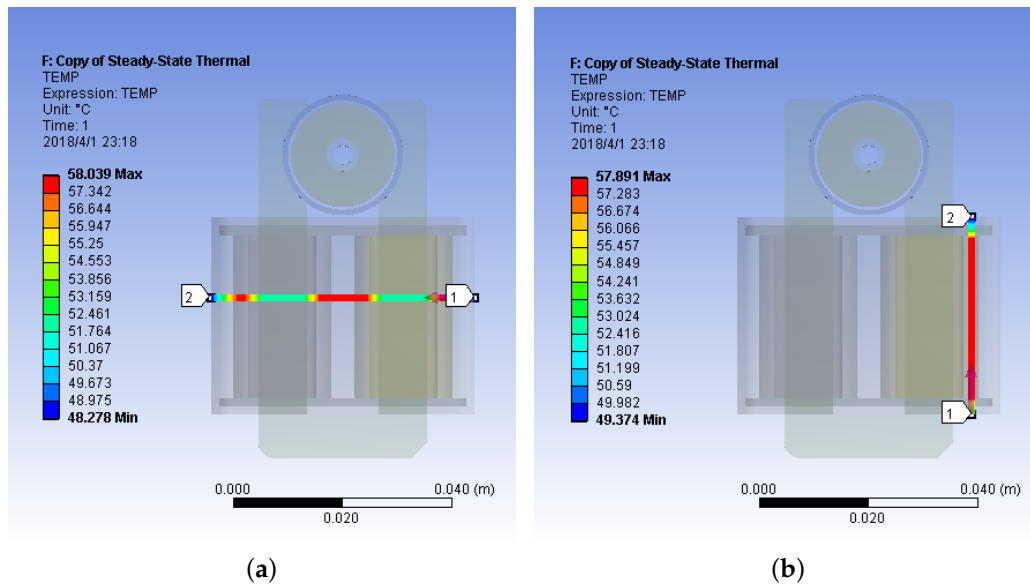 F: Copy of Steady-State Thermal
TEMP
Expression: TEMP
Unit: °C
Time: 1
2018/4/1 23:18
58.039 Max
57.342
56.644
55.947
55.25
54.553
53.856
53.159
52.461
51.764
51.067
50.37
49.673
48.975
48.278 Min
2
1
0.000
0.040 (m)
0.020
(a)
F: Copy of Steady-State Thermal
TEMP
Expression: TEMP
Unit: °C
Time: 1
2018/4/1 23:18
57.891 Max
57.283
56.674
56.066
55.457
54.849
54.241
53.632
53.024
52.416
51.807
51.199
50.59
49.982
49.374 Min
2
1
0.000
0.040 (m)
0.020
(b)